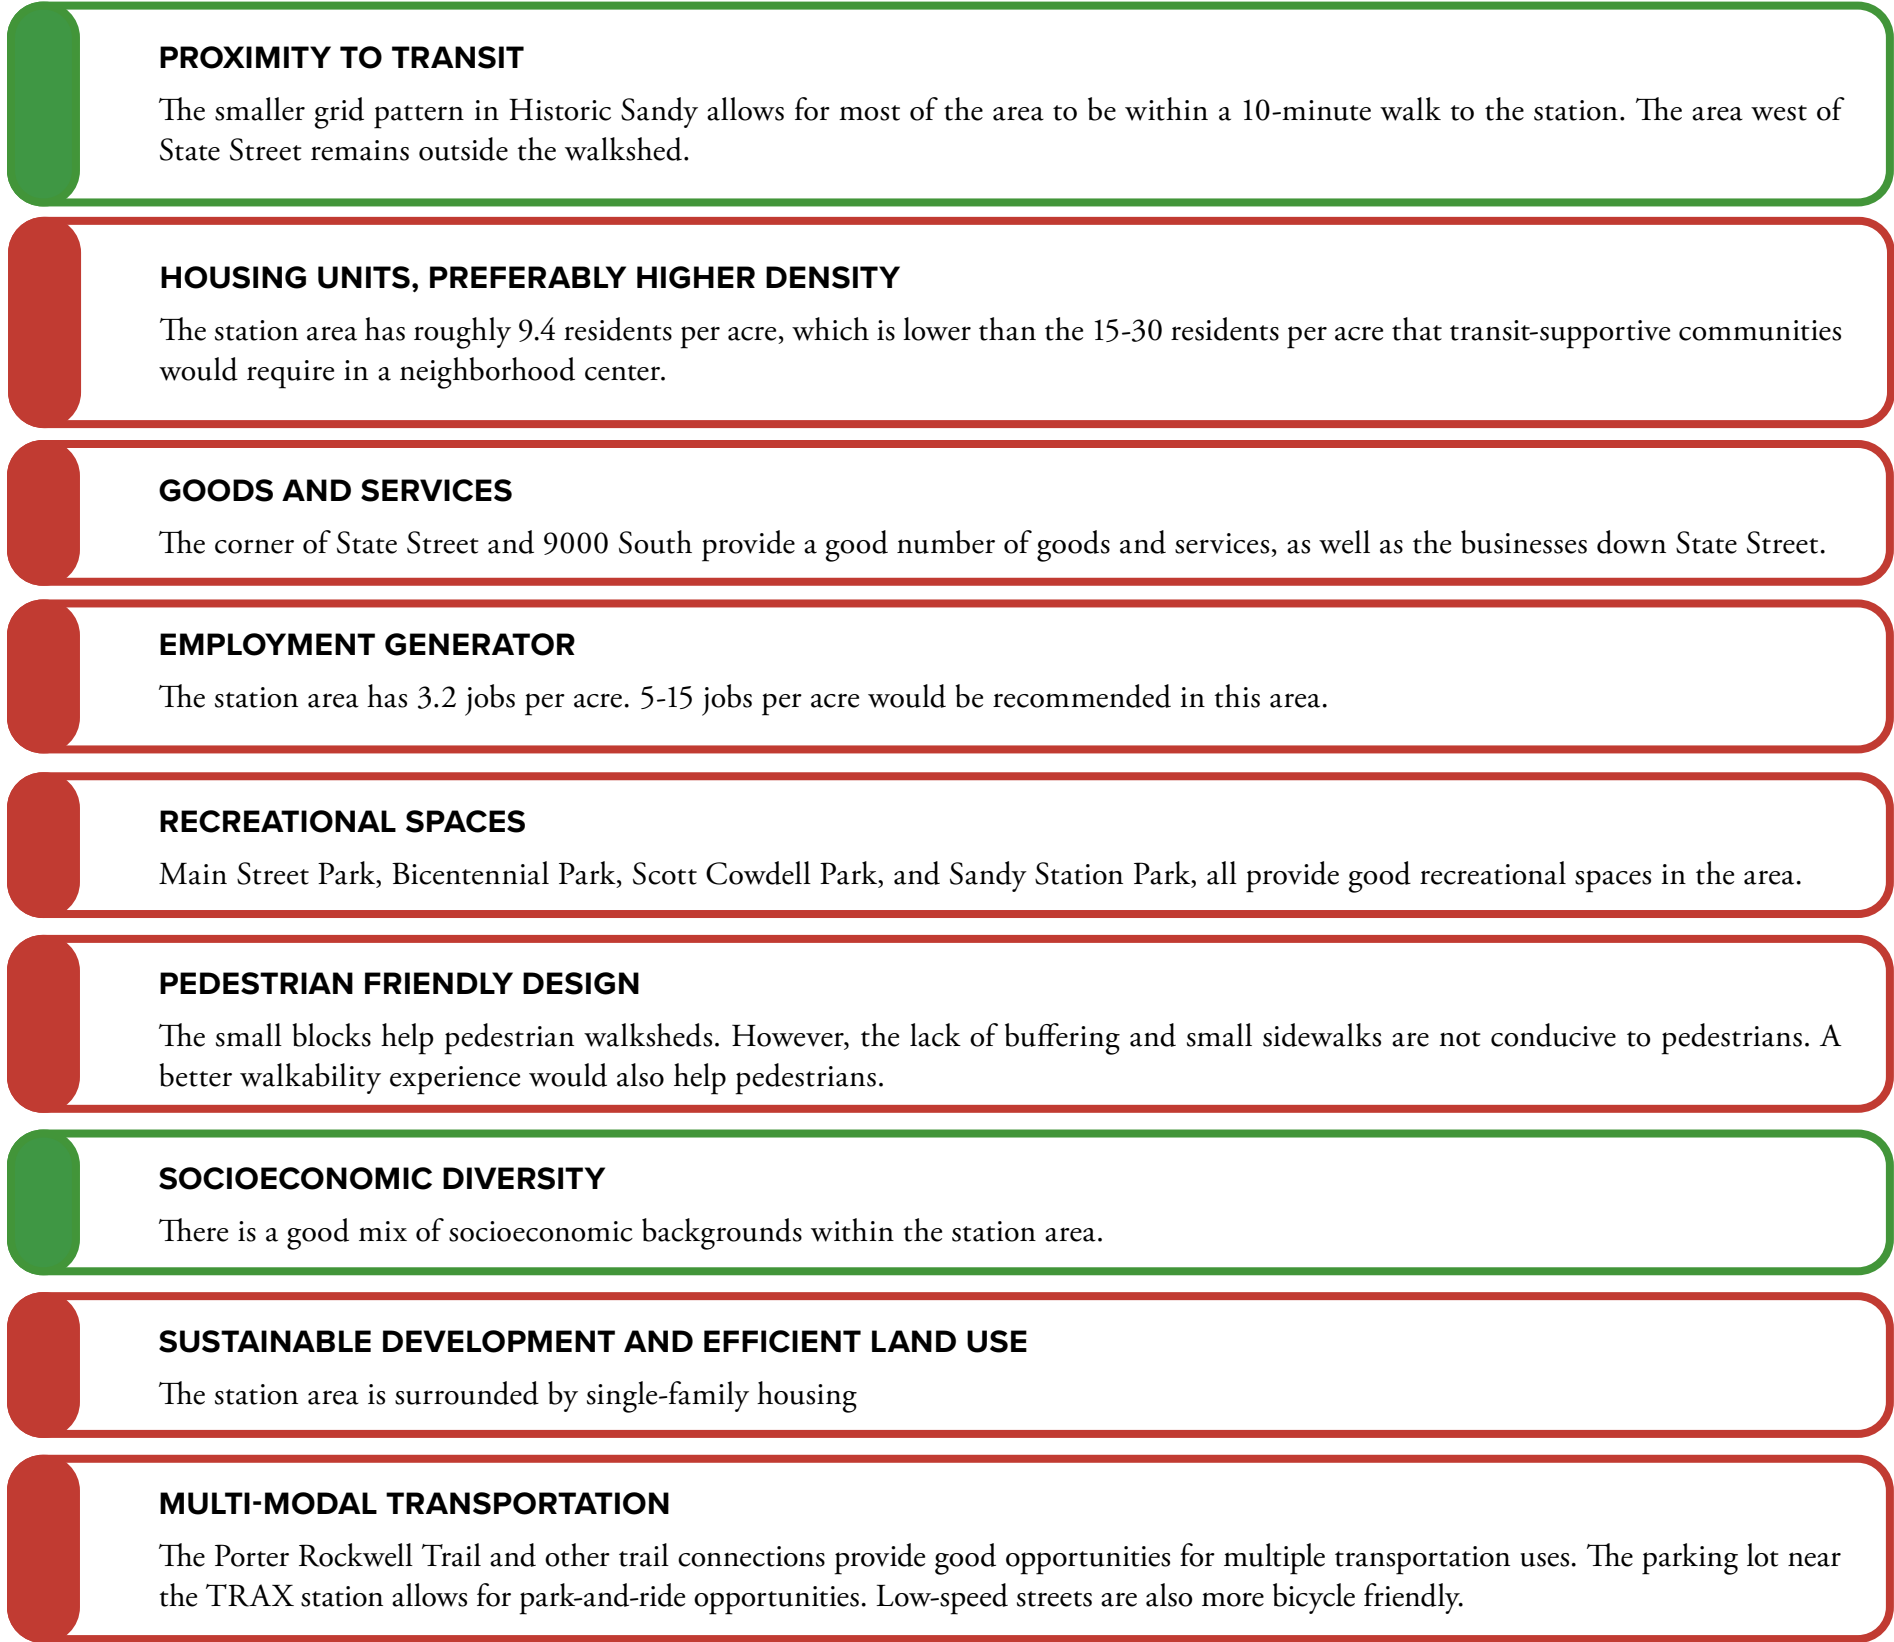 PROXIMITY TO TRANSIT
The smaller grid pattern in Historic Sandy allows for most of the area to be within a 10-minute walk to the station. The area west of
State Street remains outside the walkshed.
HOUSING UNITS, PREFERABLY HIGHER DENSITY
The station area has roughly 9.4 residents per acre, which is lower than the 15-30 residents per acre that transit-supportive communities
would require in a neighborhood center.
GOODS AND SERVICES
The corner of State Street and 9000 South provide a good number of goods and services, as well as the businesses down State Street.
EMPLOYMENT GENERATOR
The station area has 3.2 jobs per acre. 5-15 jobs per acre would be recommended in this area.
RECREATIONAL SPACES
Main Street Park, Bicentennial Park, Scott Cowdell Park, and Sandy Station Park, all provide good recreational spaces in the area.
PEDESTRIAN FRIENDLY DESIGN
The small blocks help pedestrian walksheds. However, the lack of buffering and small sidewalks are not conducive to pedestrians. A
better walkability experience would also help pedestrians.
SOCIOECONOMIC DIVERSITY
There is a good mix of socioeconomic backgrounds within the station area.
SUSTAINABLE DEVELOPMENT AND EFFICIENT LAND USE
The station area is surrounded by single-family housing
MULTI-MODAL TRANSPORTATION
The Porter Rockwell Trail and other trail connections provide good opportunities for multiple transportation uses. The parking lot near
the TRAX station allows for park-and-ride opportunities. Low-speed streets are also more bicycle friendly.